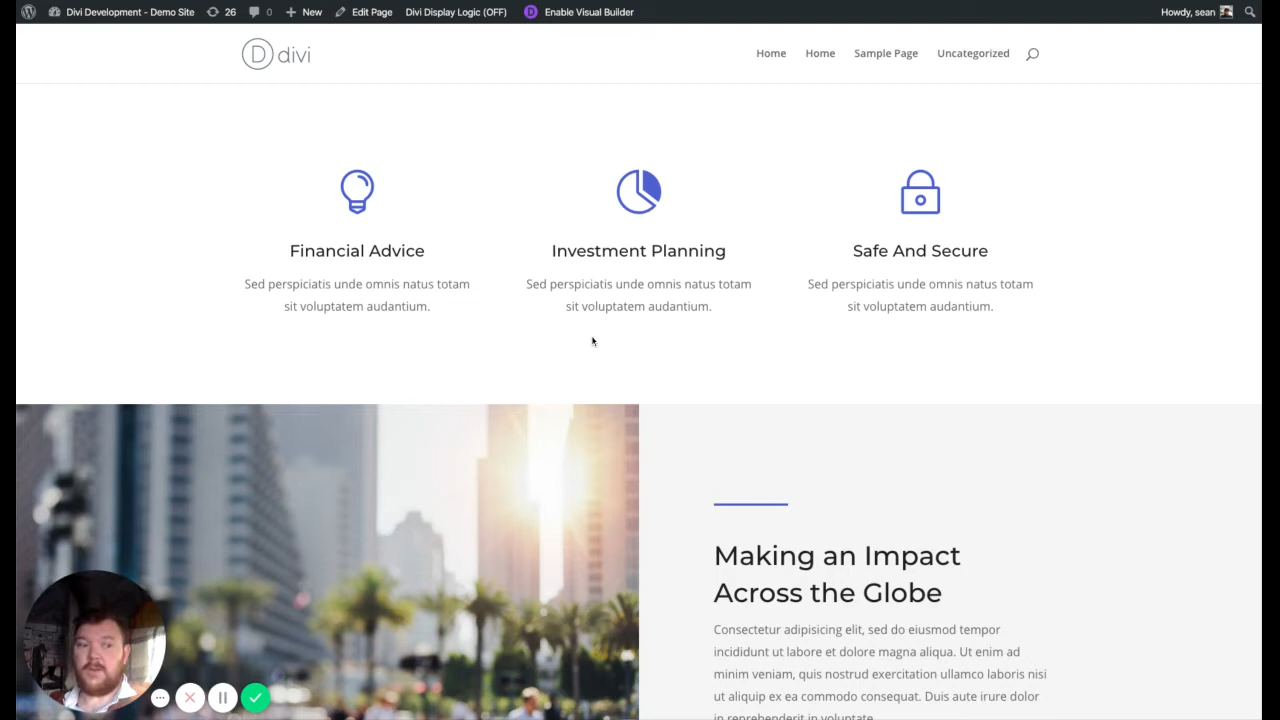 Divi Development - Demo Site 26 0 New Edit Page Divi Display Logic (OFF) D Enable Visual Builder Howdy, sean
D divi Home Home Sample Page Uncategorized
Financial Advice Investment Planning Safe And Secure
Sed perspiciatis unde omnis natus totam Sed perspiciatis unde omnis natus totam Sed perspiciatis unde omnis natus totam
sit voluptatem audantium. sit voluptatem audantium. sit voluptatem audantium.
Making an Impact
Across the Globe
Consectetur adipisicing elit, sed do eiusmod tempor
incididunt ut labore et dolore magna aliqua. Ut enim ad
minim veniam, quis nostrud exercitation ullamco laboris nisi
ut aliquip ex ea commodo consequat. Duis aute irure dolor
in reprehenderit in voluptate